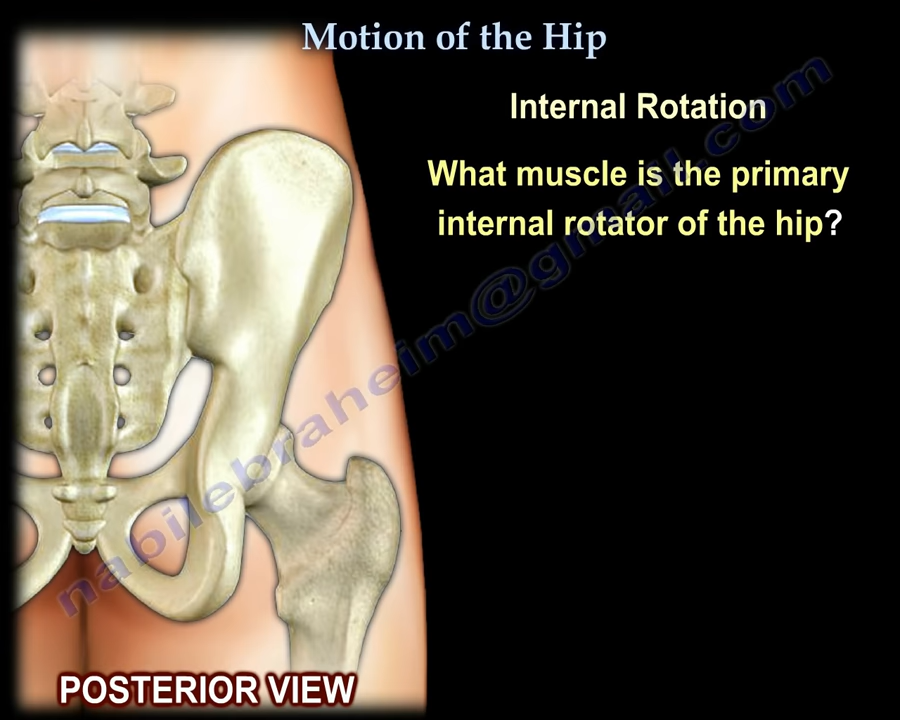 Motion of the Hip
Internal Rotation
What muscle is the primary
internal rotator of the hip?
nabilebraheim@gmail.com
POSTERIOR VIEW